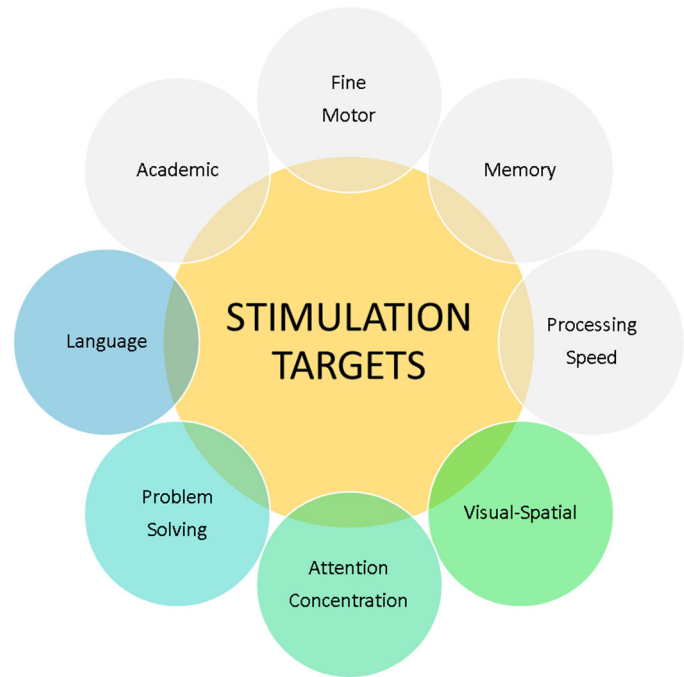 Fine
Motor
Academic
Memory
STIMULATION
TARGETS
Language
Processing
Speed
Problem
Solving
Visual-Spatial
Attention
Concentration